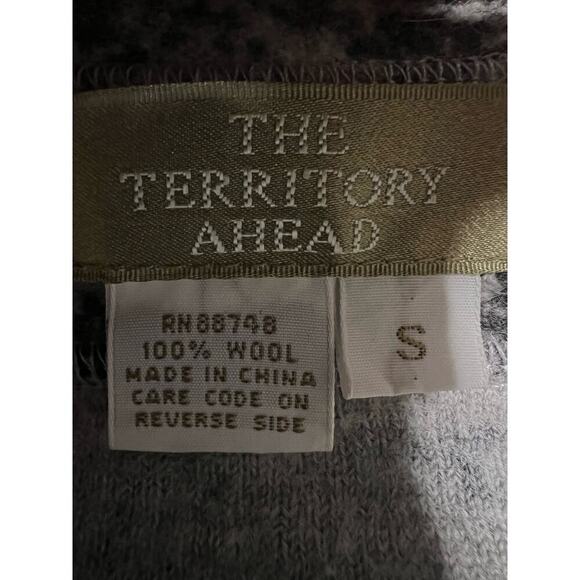 THE
TERRITORY
AHEAD
RN88748
100% WOOL
MADE IN CHINA
CARE CODE ON
REVERSE SIDE
S